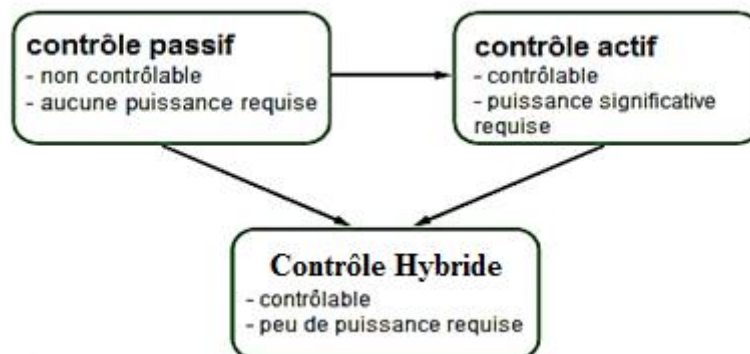 contrôle passif
- non contrôlable
- aucune puissance requise
contrôle actif
- contrôlable
- puissance significative
requise
Contrôle Hybride
- contrôlable
- peu de puissance requise